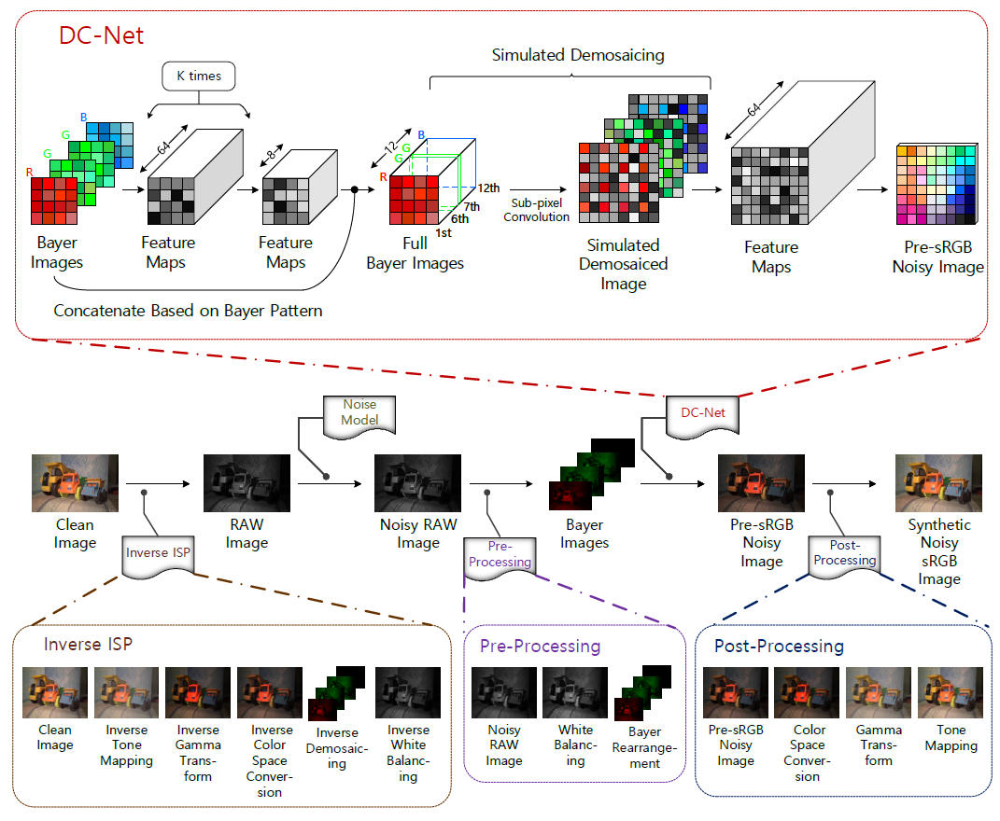 DC-Net
Simulated Demosaicing
K times
B
G
G
R
64
8
12
B
G
G
R
12th
7th
6th
1st
Sub-pixel
Convolution
64
Bayer
Images
Feature
Maps
Feature
Maps
Full
Bayer Images
Simulated
Demosaiced
Image
Feature
Maps
Pre-sRGB
Noisy Image
Concatenate Based on Bayer Pattern
Noise
Model
DC-Net
Clean
Image
RAW
Image
Noisy RAW
Image
Bayer
Images
Pre-sRGB
Noisy
Image
Synthetic
Noisy
sRGB
Image
Inverse ISP
Pre-
Processing
Post-
Processing
Inverse ISP
Clean
Image
Inverse
Tone
Mapping
Inverse
Gamma
Trans-
form
Inverse
Color
Space
Conver-
sion
Inverse
Demosaic-
ing
Inverse
White
Balanc-
ing
Pre-Processing
Noisy
RAW
Image
White
Balanc-
ing
Bayer
Rearrange-
ment
Post-Processing
Pre-sRGB
Noisy
Image
Color
Space
Conver-
sion
Gamma
Trans-
form
Tone
Mapping